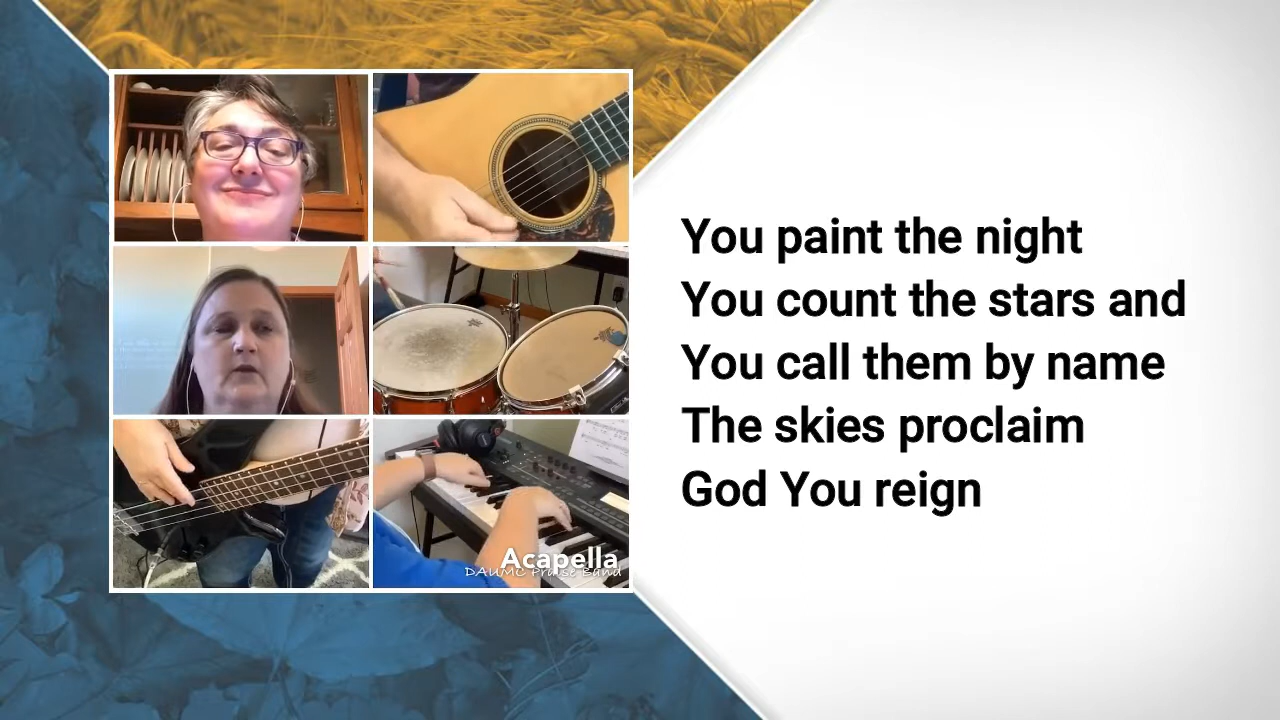 You paint the night
You count the stars and
You call them by name
The skies proclaim
God You reign
Acapella
DAUMC Praise Band